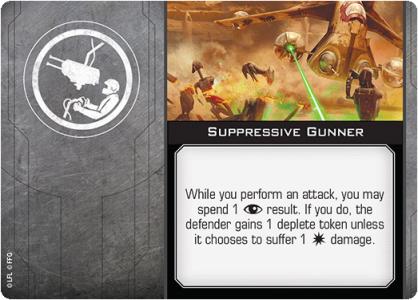 SUPPRESSIVE GUNNER
While you perform an attack, you may
spend 1 result. If you do, the
defender gains 1 deplete token unless
it chooses to suffer 1 damage.
© LFL © FFG